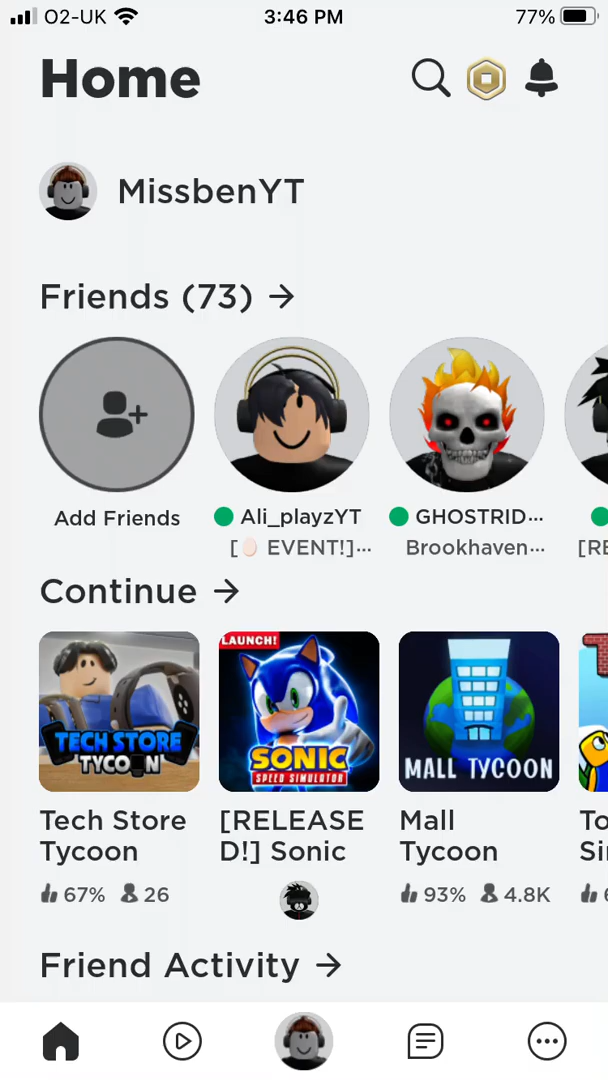 O2-UK 3:46 PM 77%
Home
MissbenYT
Friends (73) →
Add Friends
Ali_playzYT
GHOSTRID...
[🥚 EVENT!]...
Brookhaven...
[RE
Continue →
LAUNCH!
TECH STORE
TYCOON
SONIC
SPEED SIMULATOR
MALL TYCOON
T
Tech Store
Tycoon
[RELEASE
D!] Sonic
Mall
Tycoon
To
Si
67% 26
93% 4.8K
6
Friend Activity →